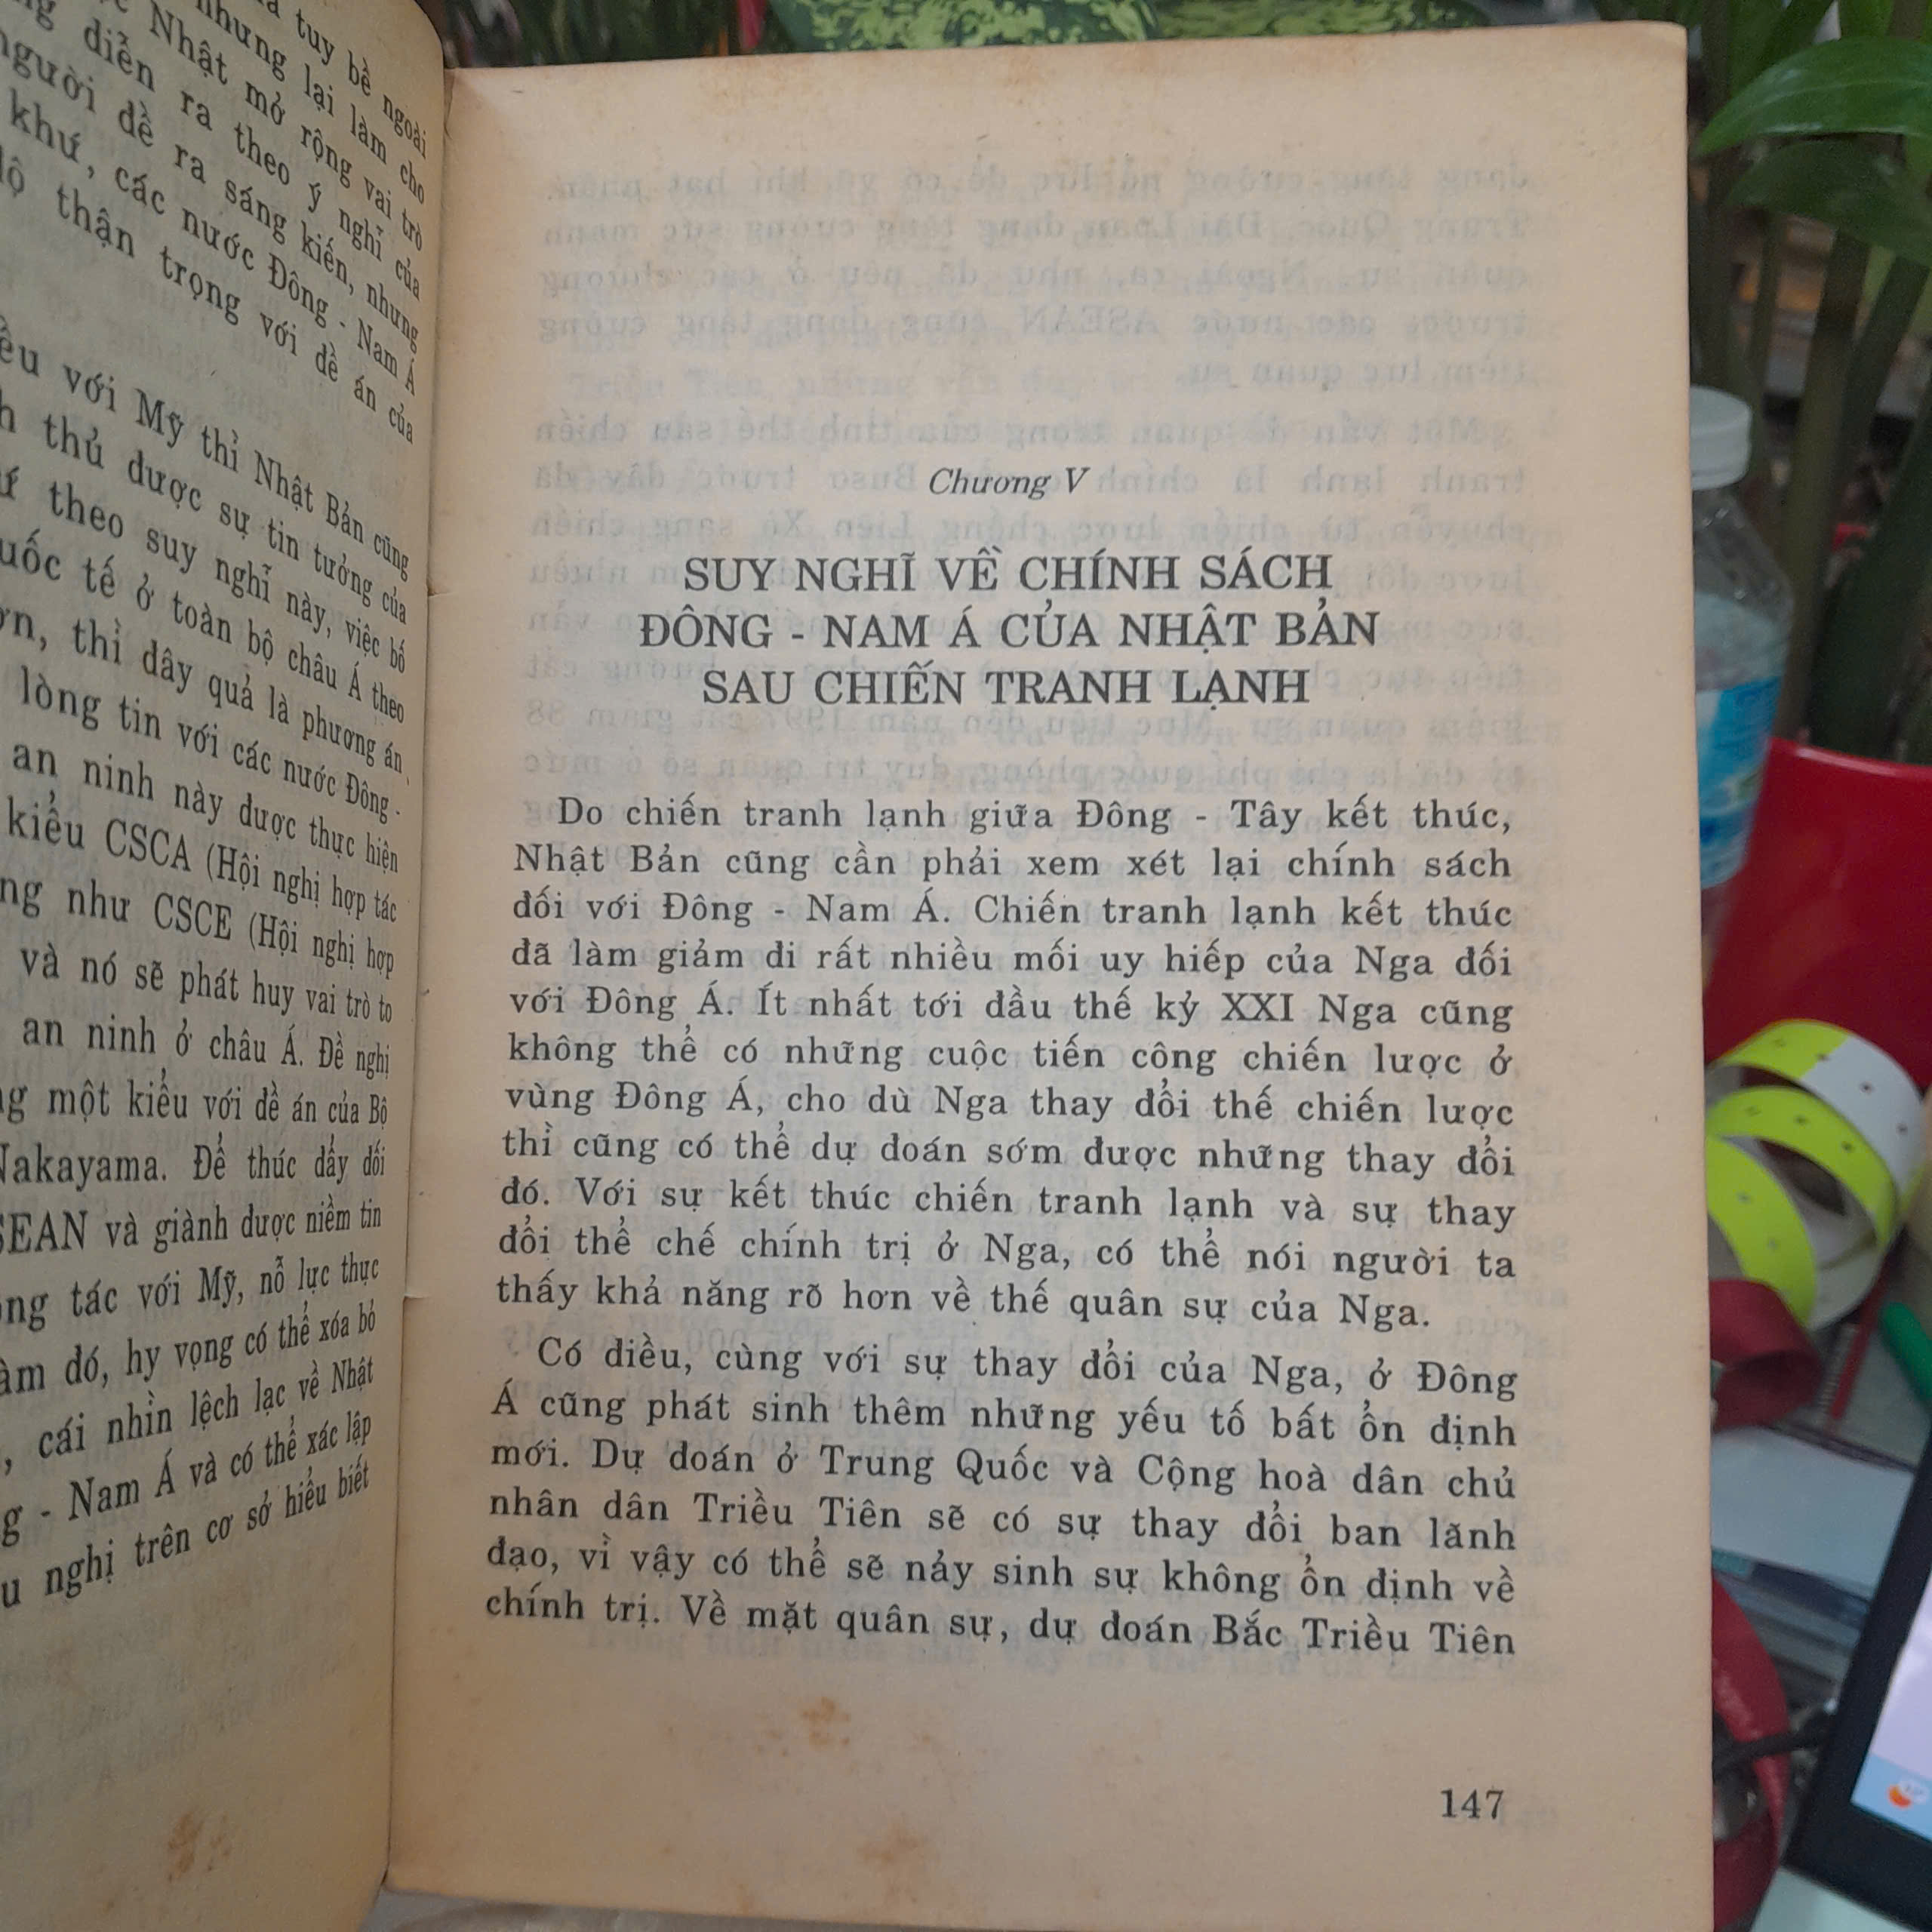 tuy bề ngoài
nhưng lại làm cho
Nhật mở rộng vai trò
diễn ra theo ý nghĩ của
người đề ra sáng kiến, nhưng
khứ, các nước Đông - Nam Á
thận trọng với đề án của
với Mỹ thì Nhật Bản cũng
thủ được sự tin tưởng của
theo suy nghĩ này, việc bố
tế ở toàn bộ châu Á theo
thì đây quả là phương án
lòng tin với các nước Đông -
an ninh này được thực hiện
kiểu CSCA (Hội nghị hợp tác
như CSCE (Hội nghị hợp
và nó sẽ phát huy vai trò to
an ninh ở châu Á. Đề nghị
một kiểu với đề án của Bộ
Nakayama. Để thúc đẩy đối
và giành được niềm tin
tác với Mỹ, nỗ lực thực
đó, hy vọng có thể xóa bỏ
, cái nhìn lệch lạc về Nhật
- Nam Á và có thể xác lập
nghị trên cơ sở hiểu biết
Chương V
SUY NGHĨ VỀ CHÍNH SÁCH
ĐÔNG - NAM Á CỦA NHẬT BẢN
SAU CHIẾN TRANH LẠNH
Do chiến tranh lạnh giữa Đông - Tây kết thúc,
Nhật Bản cũng cần phải xem xét lại chính sách
đối với Đông - Nam Á. Chiến tranh lạnh kết thúc
đã làm giảm đi rất nhiều mối uy hiếp của Nga đối
với Đông Á. Ít nhất tới đầu thế kỷ XXI Nga cũng
không thể có những cuộc tiến công chiến lược ở
vùng Đông Á, cho dù Nga thay đổi thế chiến lược
thì cũng có thể dự đoán sớm được những thay đổi
đó. Với sự kết thúc chiến tranh lạnh và sự thay
đổi thể chế chính trị ở Nga, có thể nói người ta
thấy khả năng rõ hơn về thế quân sự của Nga.
Có điều, cùng với sự thay đổi của Nga, ở Đông
Á cũng phát sinh thêm những yếu tố bất ổn định
mới. Dự đoán ở Trung Quốc và Cộng hoà dân chủ
nhân dân Triều Tiên sẽ có sự thay đổi ban lãnh
đạo, vì vậy có thể sẽ nảy sinh sự không ổn định về
chính trị. Về mặt quân sự, dự đoán Bắc Triều Tiên
147